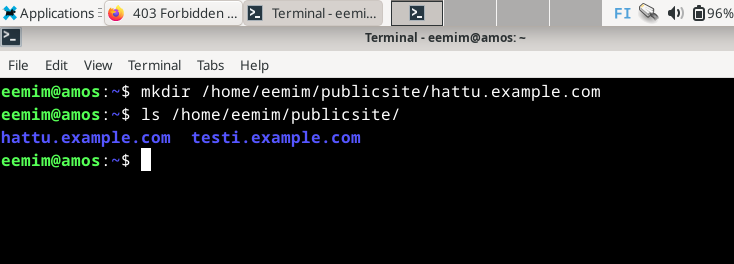 Applications 403 Forbidden ... Terminal - eemi... FI 96%
Terminal - eemim@amos: ~
File Edit View Terminal Tabs Help
eemim@amos:~$ mkdir /home/eemim/publicsite/hattu.example.com
eemim@amos:~$ ls /home/eemim/publicsite/
hattu.example.com testi.example.com
eemim@amos:~$